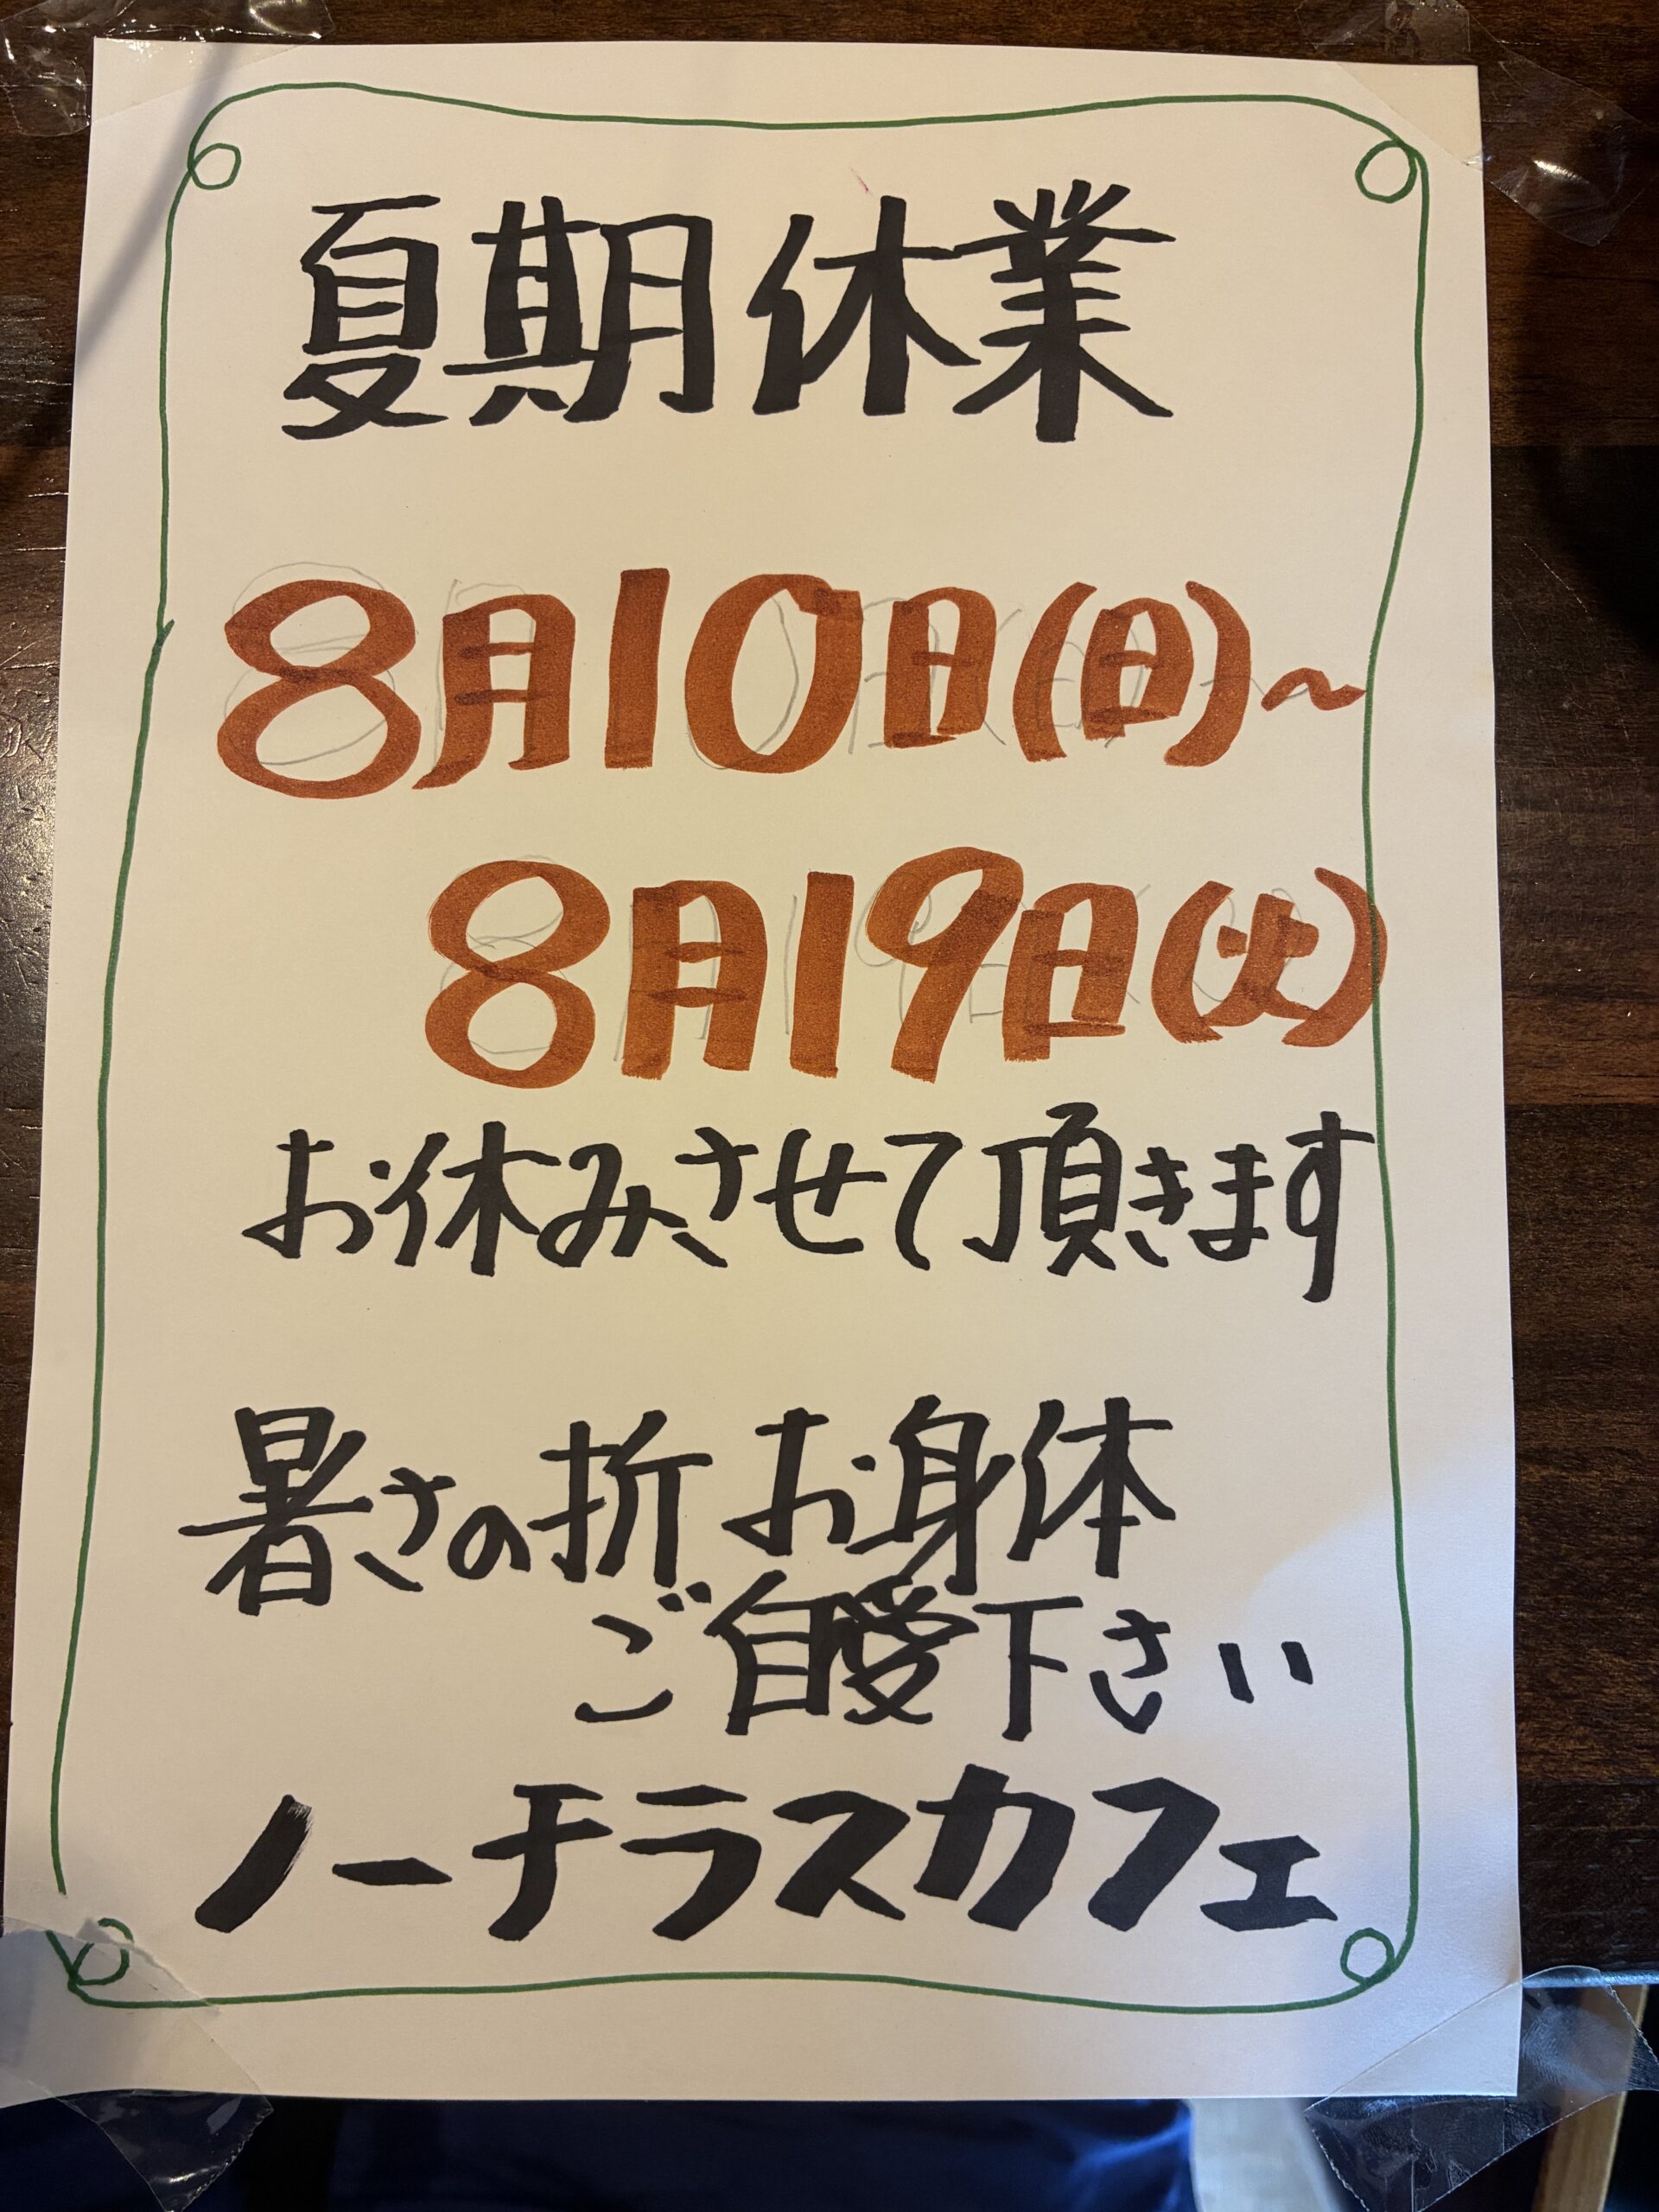 夏期休業
8月10日(日)~
8月19日(火)
お休みさせて頂きます
暑さの折 お身体
ご自愛下さい
ノーチラスカフェ